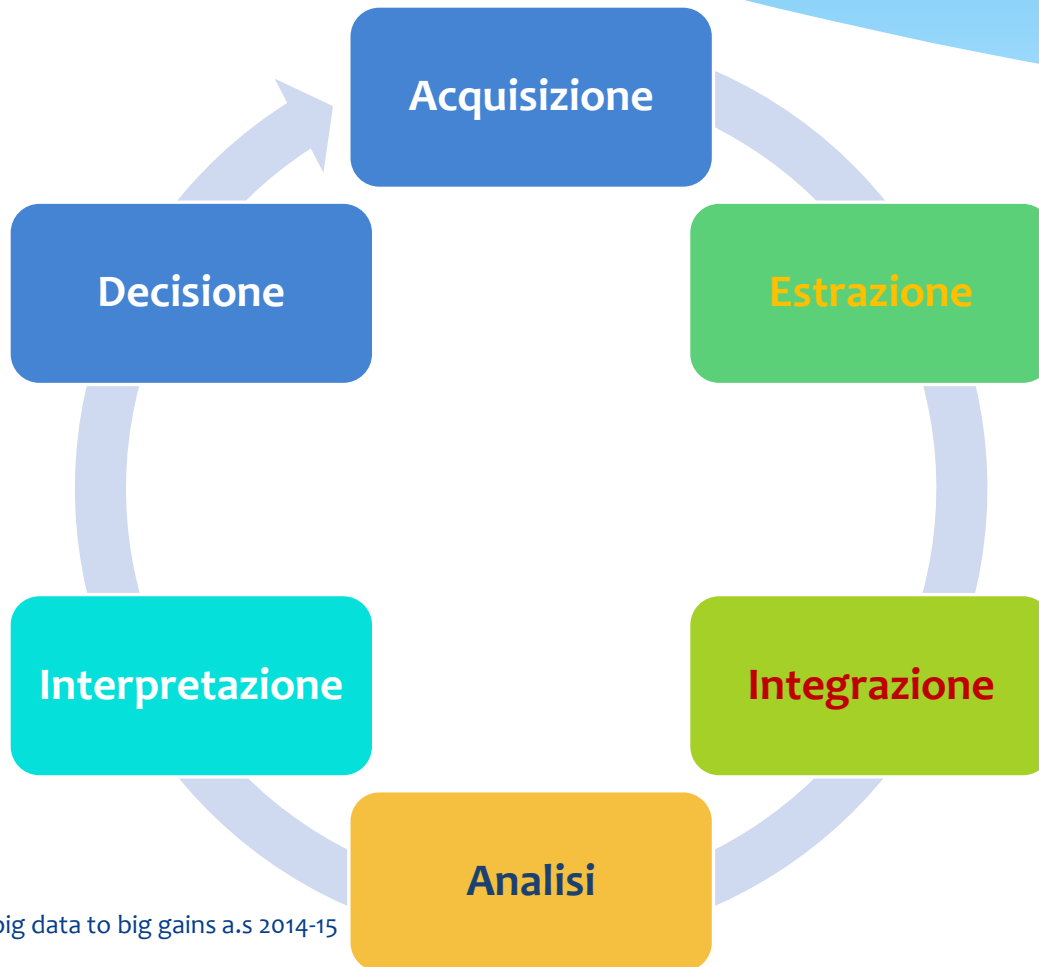 Acquisizione
Decisione
Estrazione
Interpretazione
Integrazione
Analisi
big data to big gains a.s 2014-15